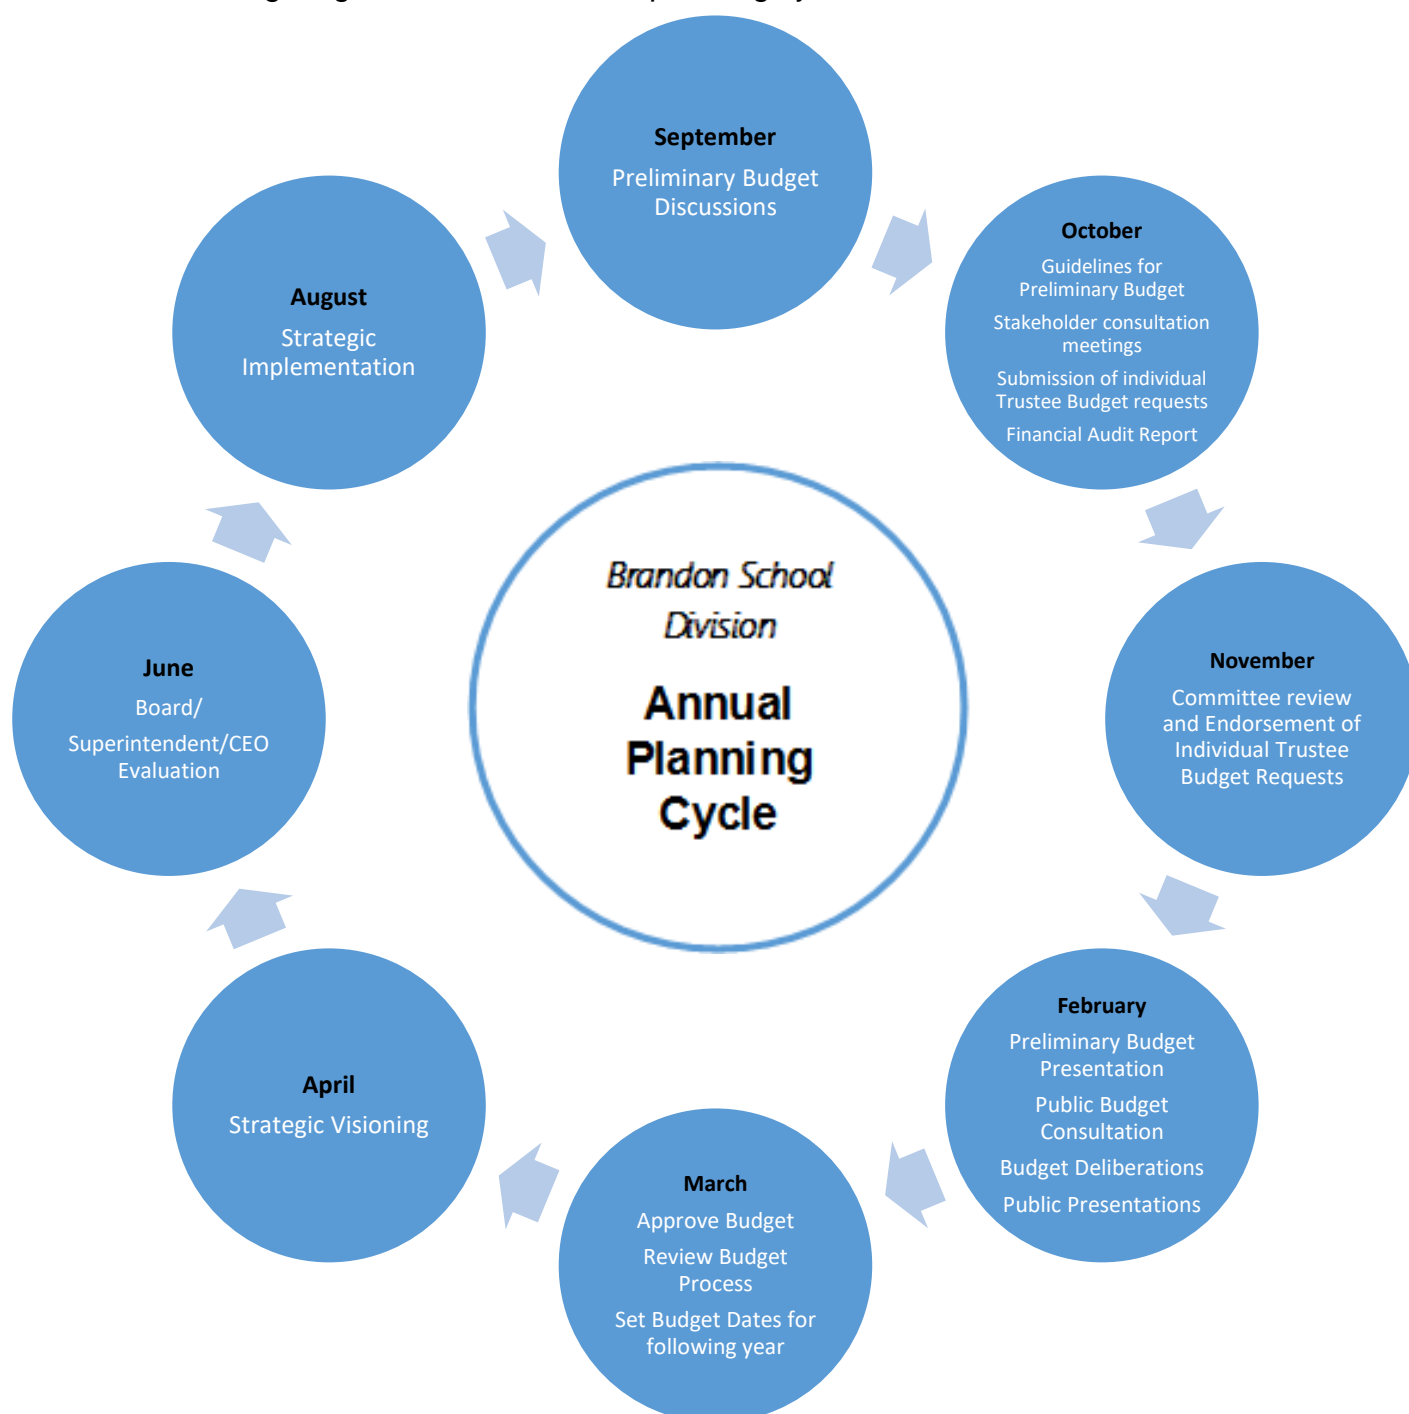 September
Preliminary Budget
Discussions
October
Guidelines for
Preliminary Budget
Stakeholder consultation
meetings
Submission of individual
Trustee Budget requests
Financial Audit Report
November
Committee review
and Endorsement of
Individual Trustee
Budget Requests
February
Preliminary Budget
Presentation
Public Budget
Consultation
Budget Deliberations
Public Presentations
March
Approve Budget
Review Budget
Process
Set Budget Dates for
following year
April
Strategic Visioning
June
Board/
Superintendent/CEO
Evaluation
August
Strategic
Implementation
Brandon School
Division
Annual
Planning
Cycle